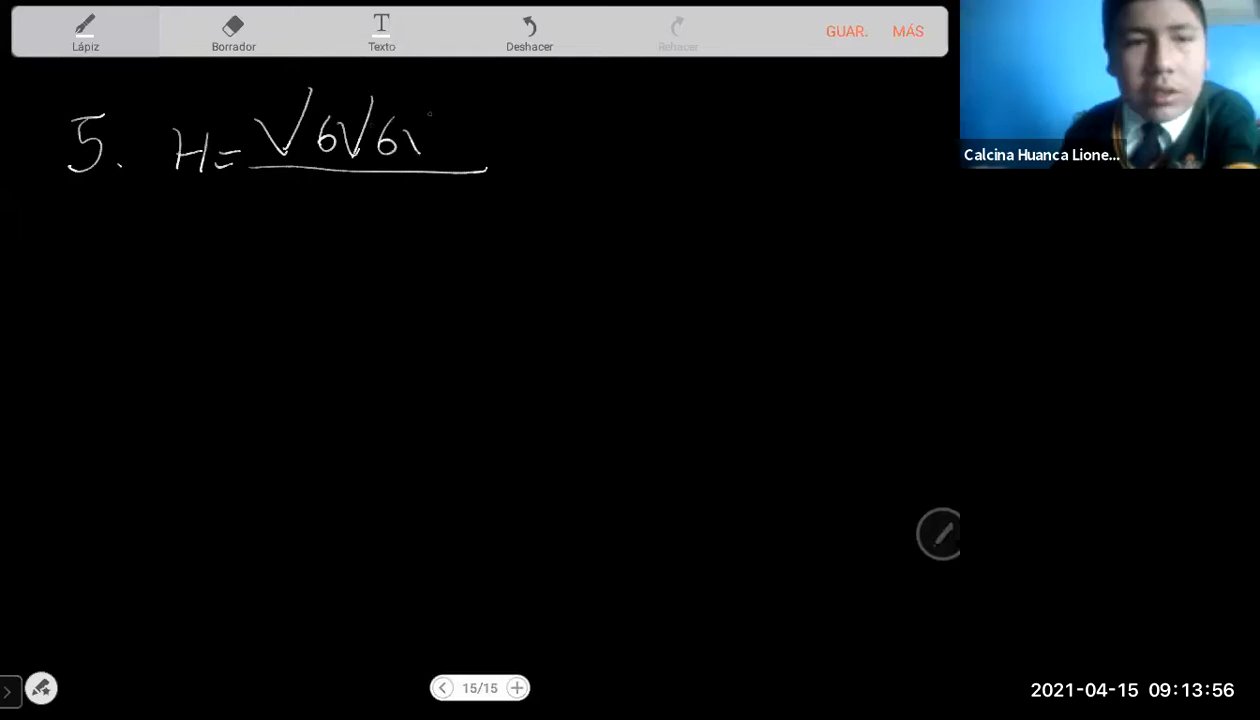 Lápiz Borrador Texto Deshacer Rehacer GUAR. MÁS
5. H= √6√6
Calcina Huanca Lione...
15/15
2021-04-15 09:13:56